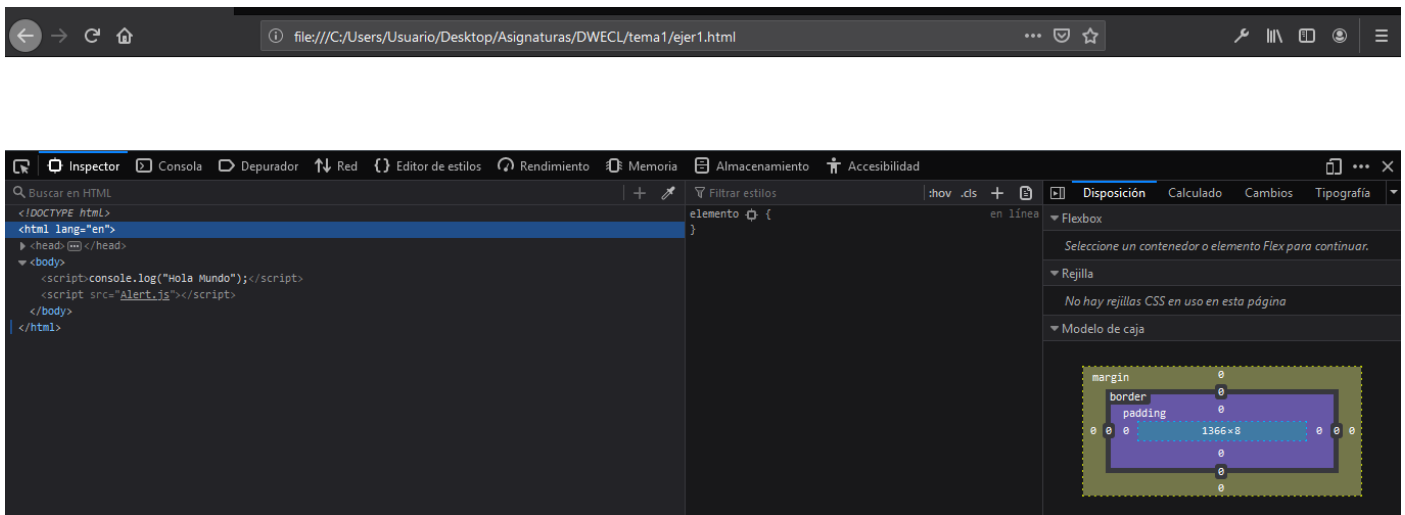 file:///C:/Users/Usuario/Desktop/Asignaturas/DWECL/tema1/ejer1.html
Inspector Consola Depurador Red Editor de estilos Rendimiento Memoria Almacenamiento Accesibilidad
Buscar en HTML
Filtrar estilos :hov .cls
Disposición Calculado Cambios Tipografía
<!DOCTYPE html>
<html lang="en">
<head></head>
<body>
<script>console.log("Hola Mundo");</script>
<script src="Alert.js"></script>
</body>
</html>
elemento { en línea
}
Flexbox
Seleccione un contenedor o elemento Flex para continuar.
Rejilla
No hay rejillas CSS en uso en esta página
Modelo de caja
margin 0
border 0
padding 0
0 0 0 1366×8 0 0 0
0
0
0